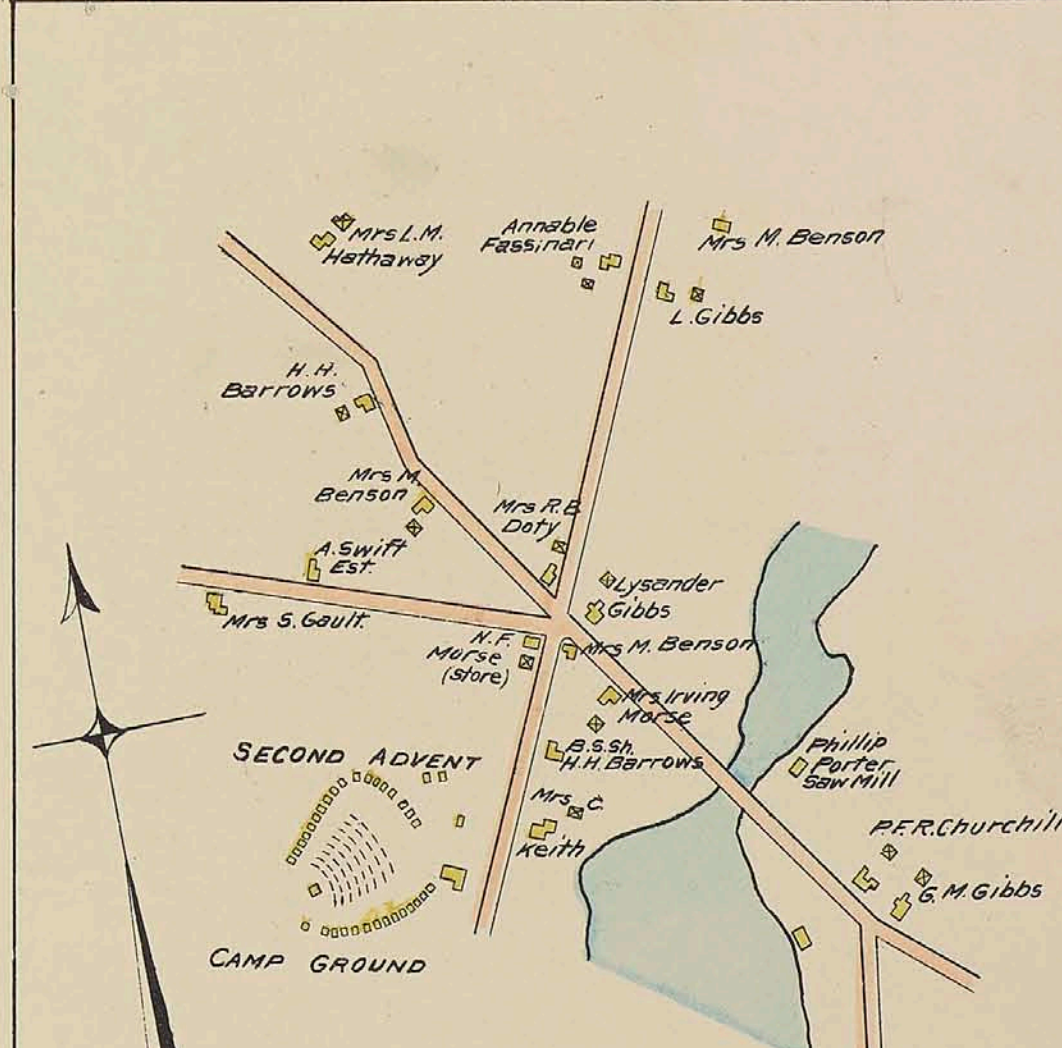 Mrs L.M.
Hathaway
Annable
Fassinari
Mrs M. Benson
L. Gibbs
H. H.
Barrows
Mrs M.
Benson
Mrs R.B.
Doty
A. Swift
Est.
Lysander
Gibbs
Mrs S. Gault.
N. F.
Morse
(store)
Mrs M. Benson
Mrs Irving
Morse
B.S.Sh.
H.H. Barrows
SECOND ADVENT
Phillip
Porter
Saw Mill
Mrs C.
Keith
P.F.R. Churchill
G. M. Gibbs
CAMP GROUND